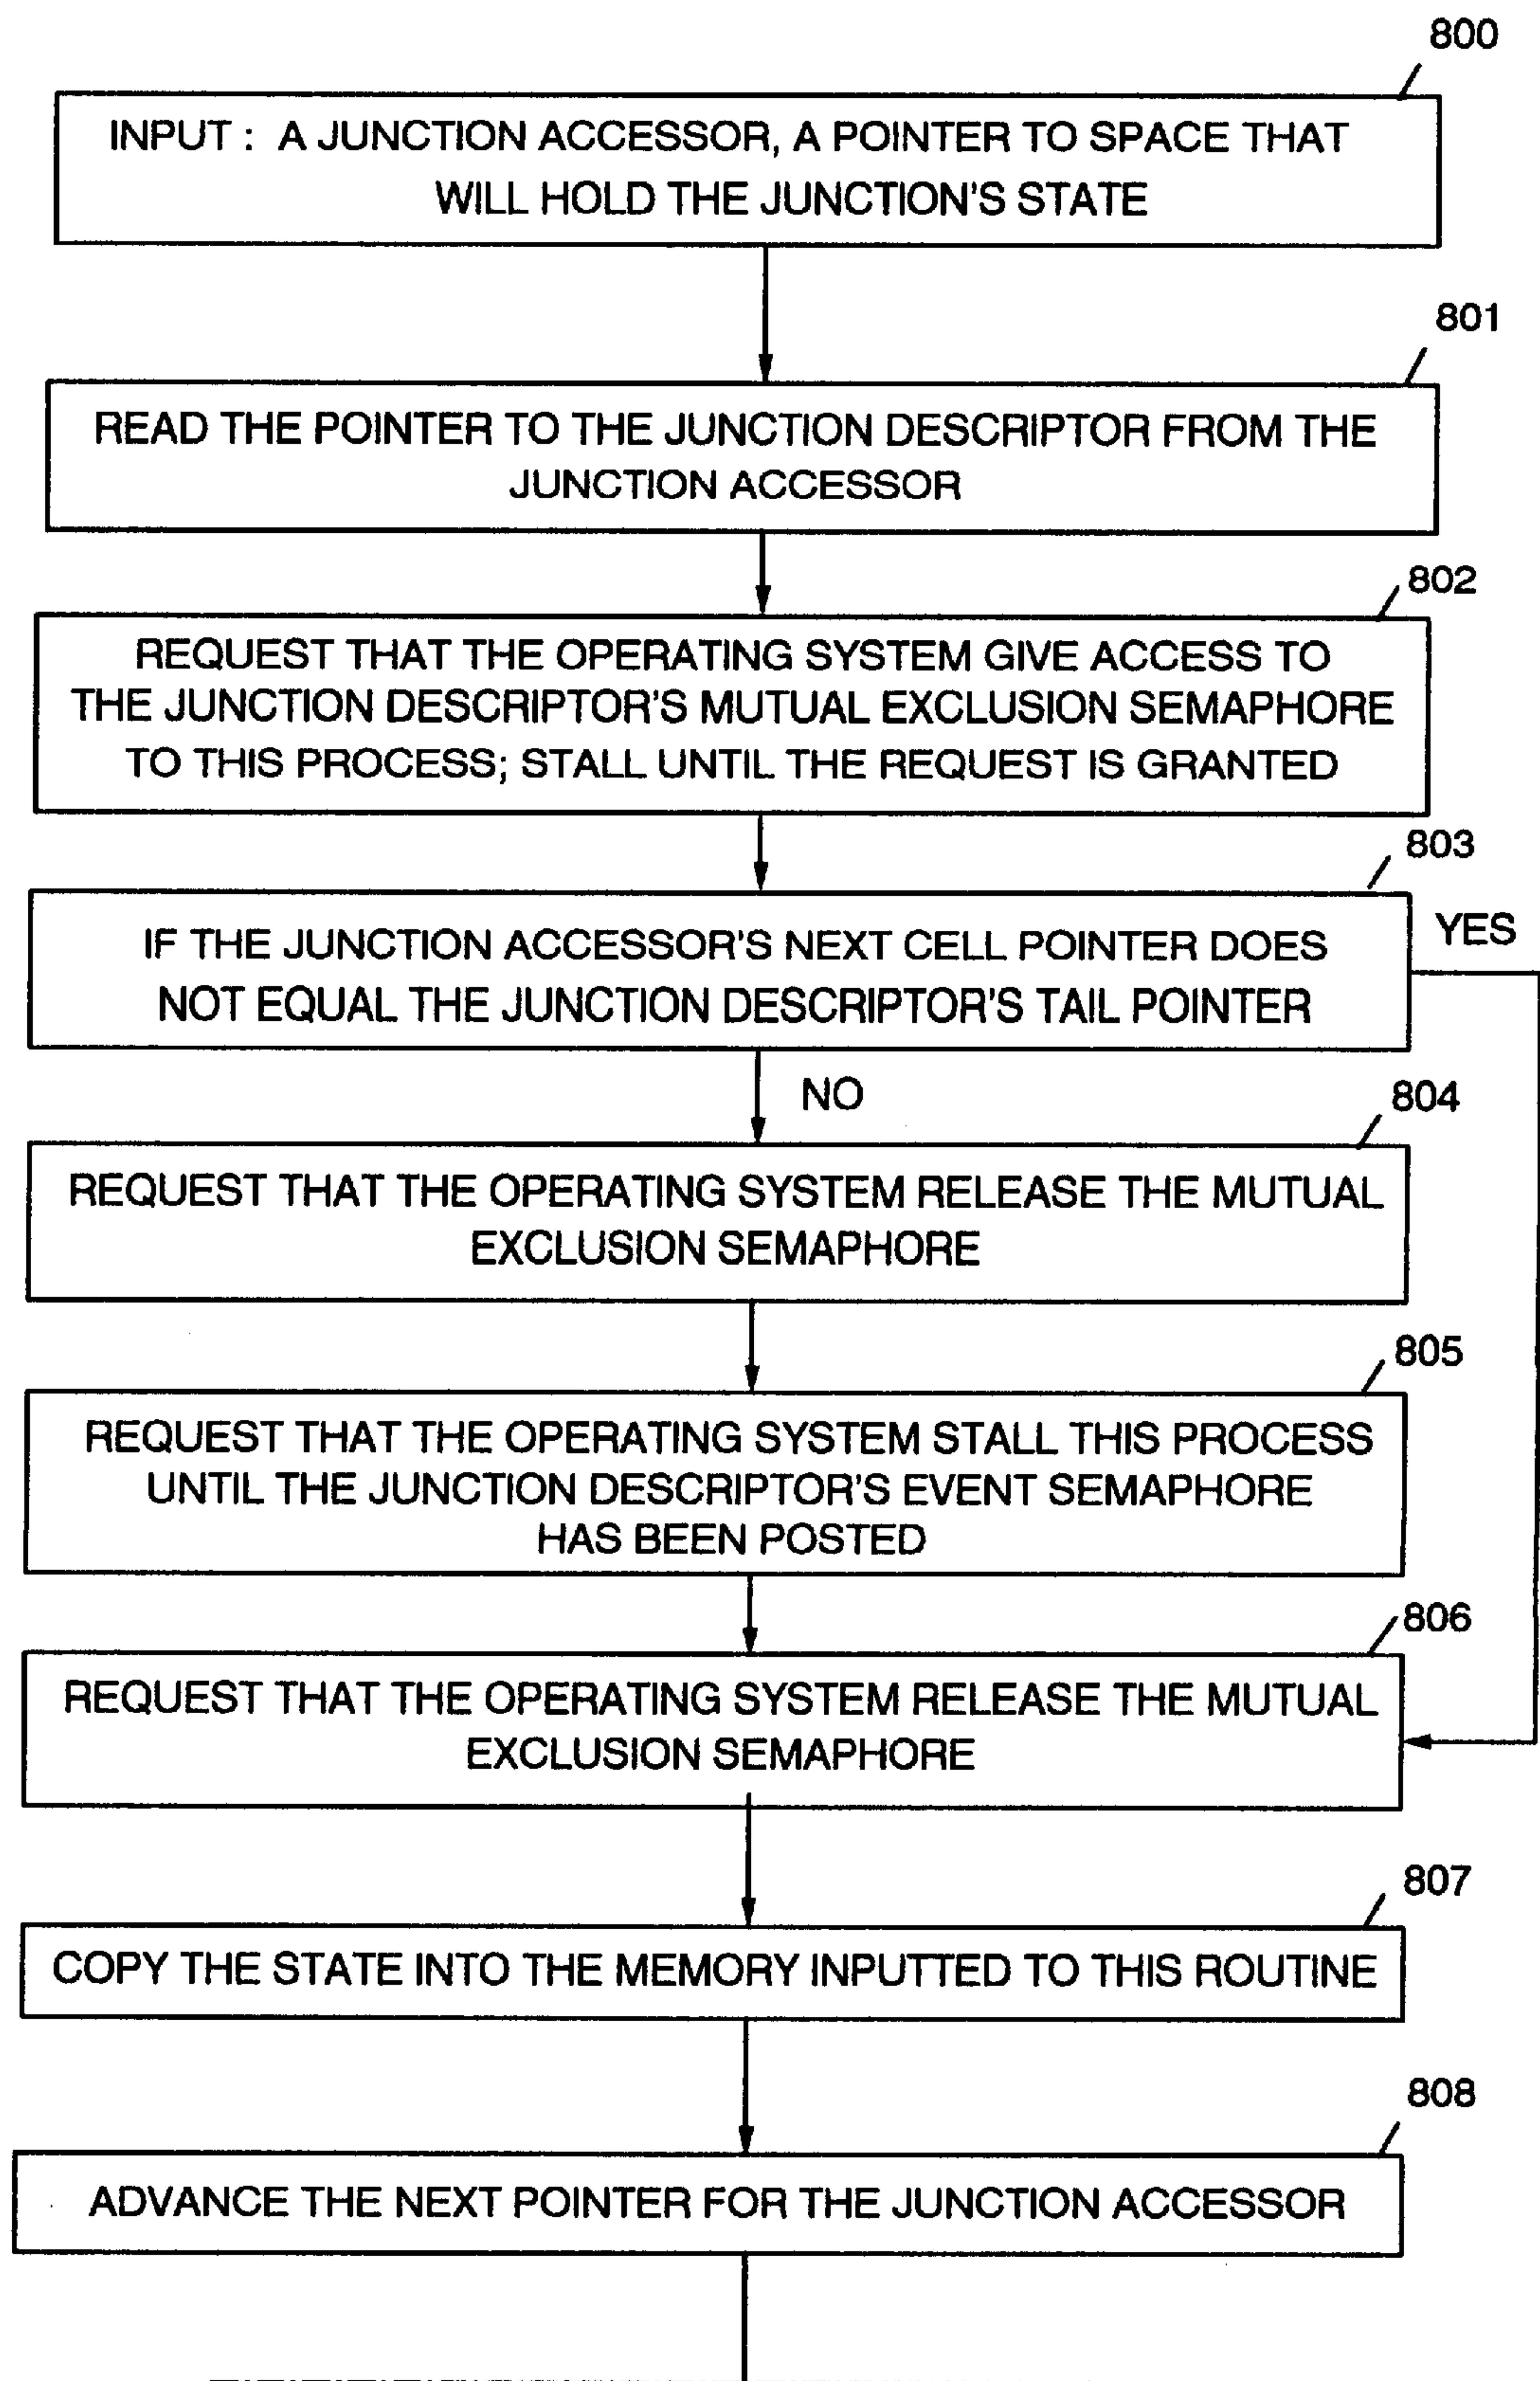 800
INPUT : A JUNCTION ACCESSOR, A POINTER TO SPACE THAT
WILL HOLD THE JUNCTION'S STATE
801
READ THE POINTER TO THE JUNCTION DESCRIPTOR FROM THE
JUNCTION ACCESSOR
802
REQUEST THAT THE OPERATING SYSTEM GIVE ACCESS TO
THE JUNCTION DESCRIPTOR'S MUTUAL EXCLUSION SEMAPHORE
TO THIS PROCESS; STALL UNTIL THE REQUEST IS GRANTED
803
IF THE JUNCTION ACCESSOR'S NEXT CELL POINTER DOES
NOT EQUAL THE JUNCTION DESCRIPTOR'S TAIL POINTER
YES
NO
804
REQUEST THAT THE OPERATING SYSTEM RELEASE THE MUTUAL
EXCLUSION SEMAPHORE
805
REQUEST THAT THE OPERATING SYSTEM STALL THIS PROCESS
UNTIL THE JUNCTION DESCRIPTOR'S EVENT SEMAPHORE
HAS BEEN POSTED
806
REQUEST THAT THE OPERATING SYSTEM RELEASE THE MUTUAL
EXCLUSION SEMAPHORE
807
COPY THE STATE INTO THE MEMORY INPUTTED TO THIS ROUTINE
808
ADVANCE THE NEXT POINTER FOR THE JUNCTION ACCESSOR